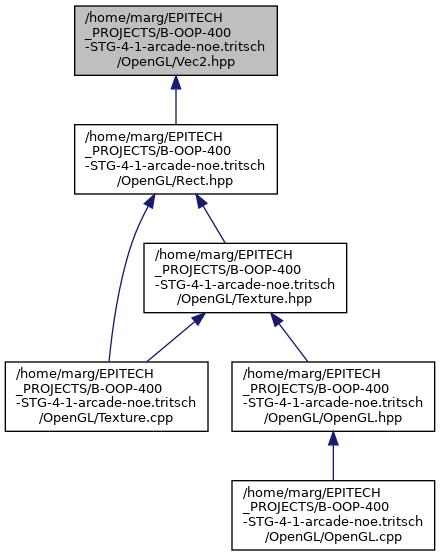 /home/marg/EPITECH
_PROJECTS/B-OOP-400
-STG-4-1-arcade-noe.tritsch
/OpenGL/Vec2.hpp
/home/marg/EPITECH
_PROJECTS/B-OOP-400
-STG-4-1-arcade-noe.tritsch
/OpenGL/Rect.hpp
/home/marg/EPITECH
_PROJECTS/B-OOP-400
-STG-4-1-arcade-noe.tritsch
/OpenGL/Texture.hpp
/home/marg/EPITECH
_PROJECTS/B-OOP-400
-STG-4-1-arcade-noe.tritsch
/OpenGL/Texture.cpp
/home/marg/EPITECH
_PROJECTS/B-OOP-400
-STG-4-1-arcade-noe.tritsch
/OpenGL/OpenGL.hpp
/home/marg/EPITECH
_PROJECTS/B-OOP-400
-STG-4-1-arcade-noe.tritsch
/OpenGL/OpenGL.cpp